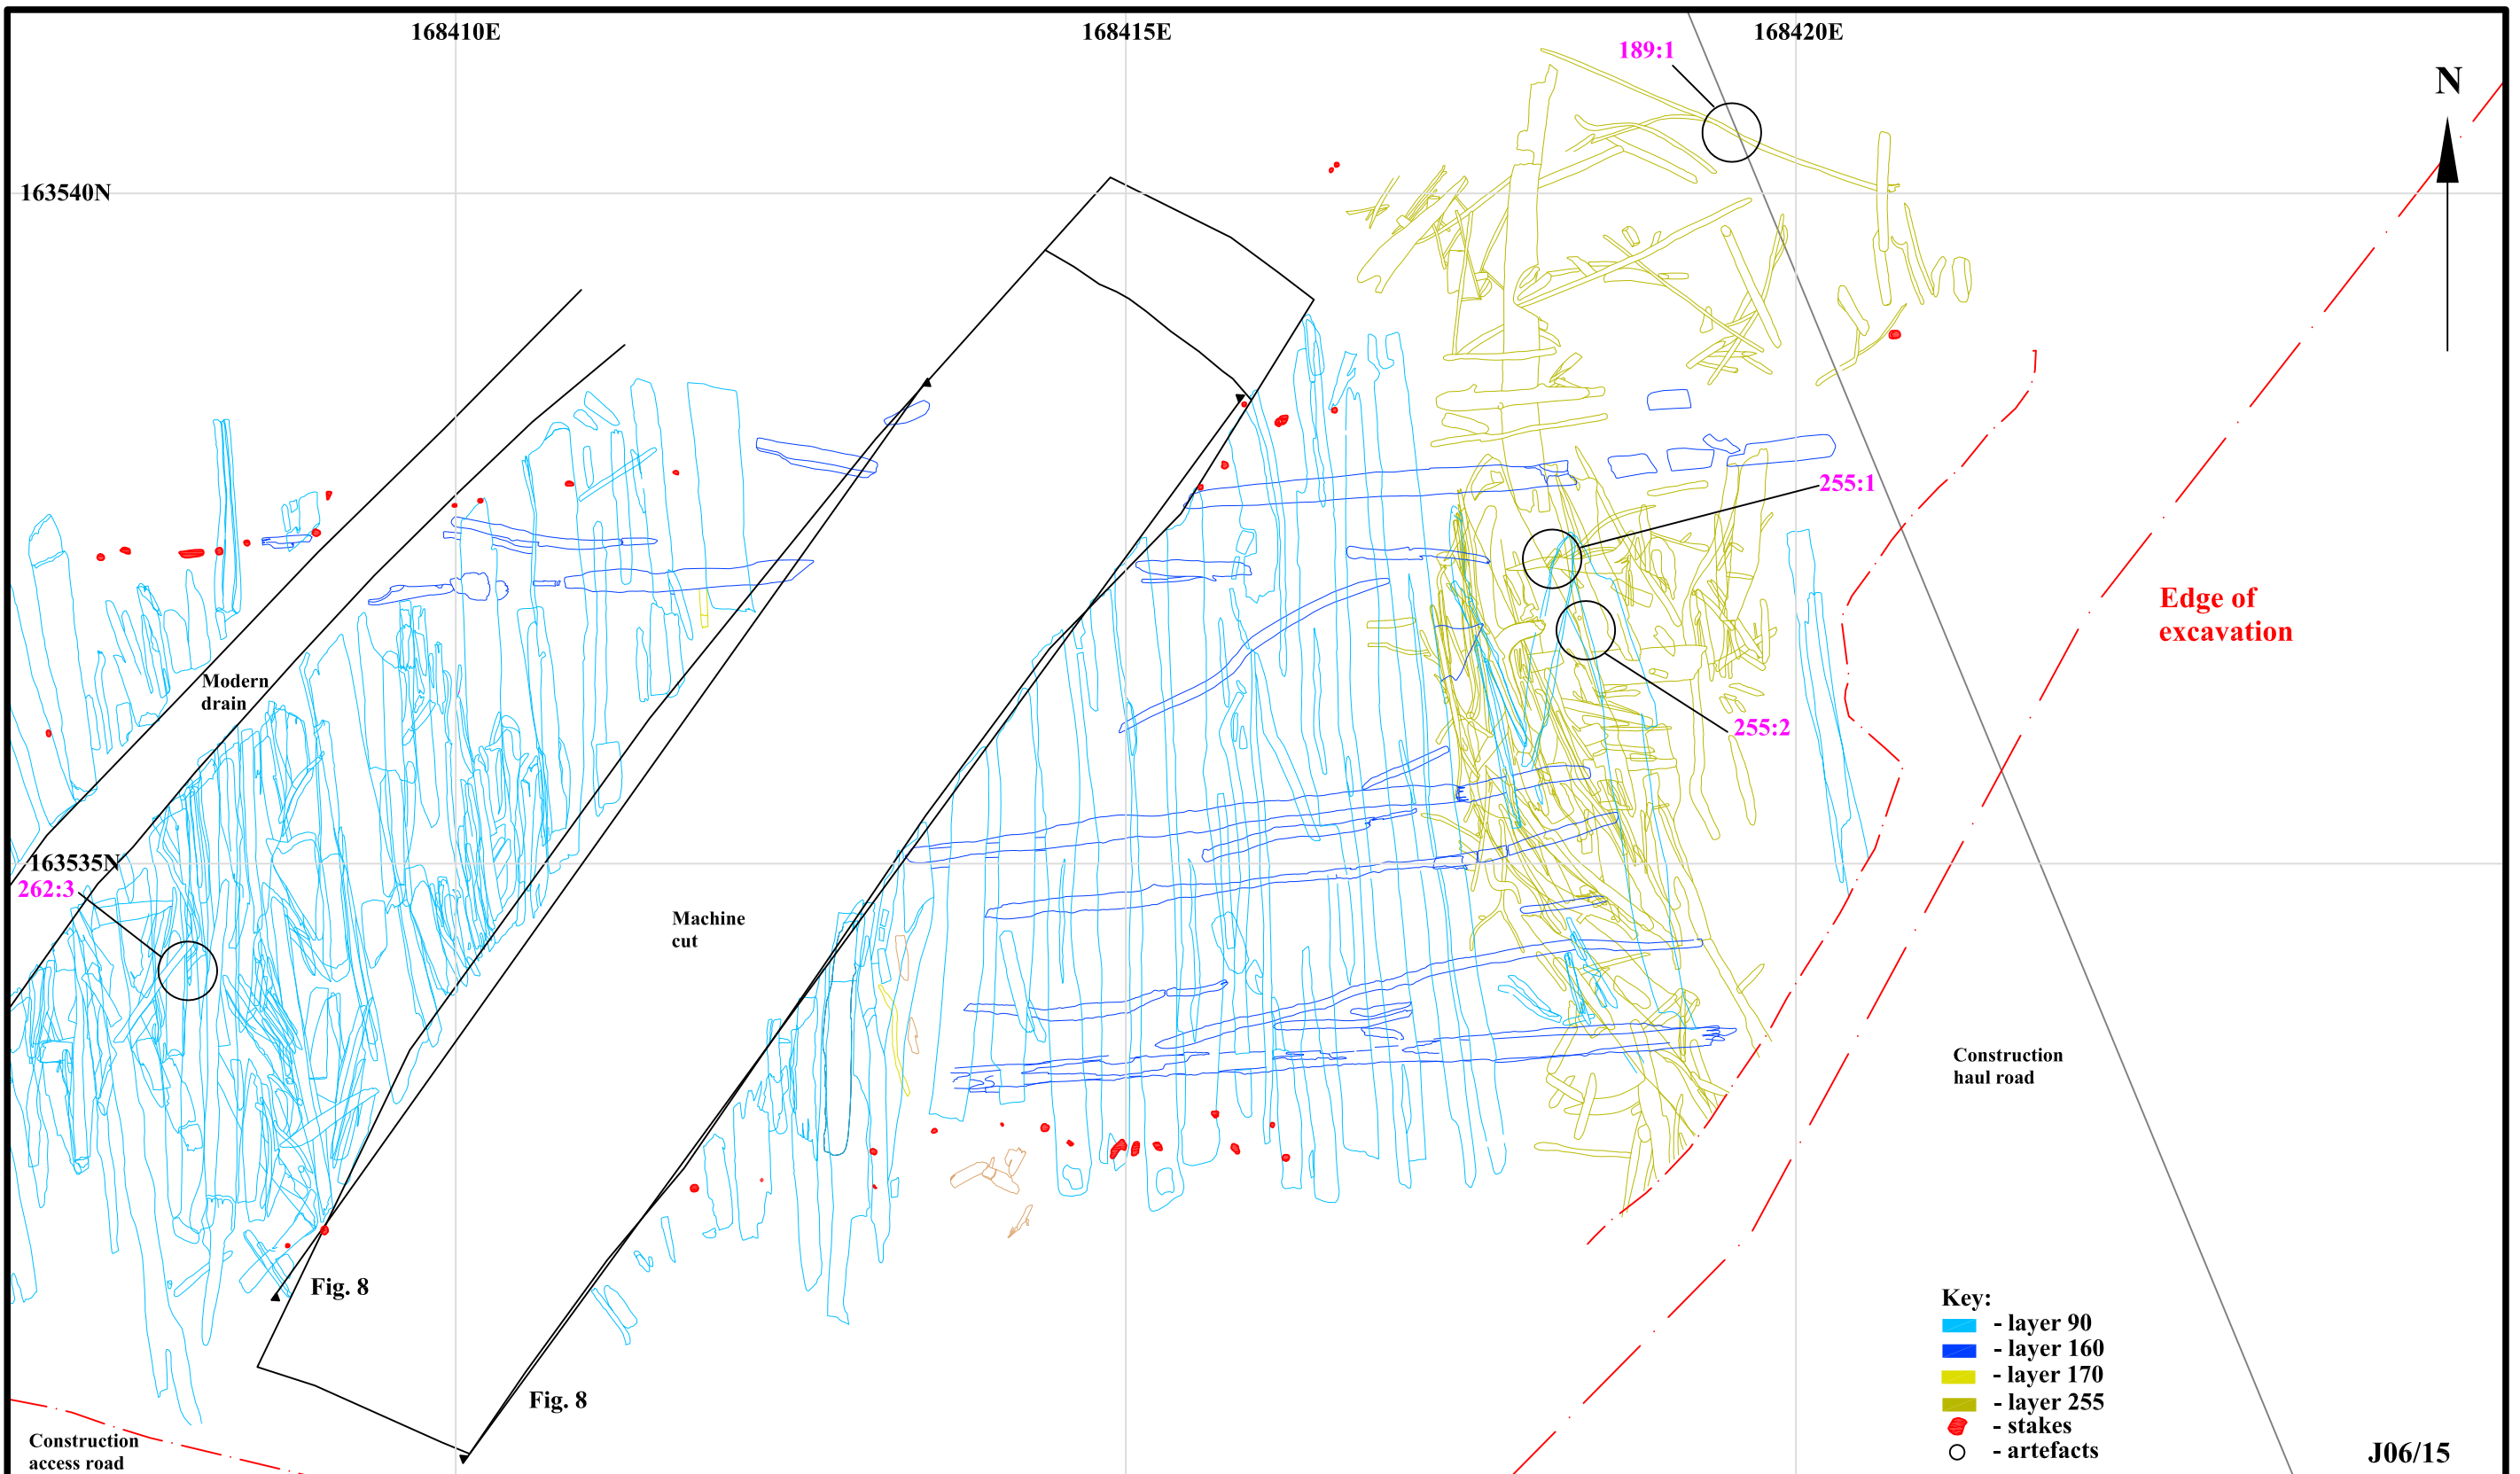 168410E
168415E
168420E
189:1
N
163540N
255:1
Edge of
excavation
Modern
drain
255:2
163535N
262:3
Machine
cut
Construction
haul road
Fig. 8
Fig. 8
Key:
- layer 90
- layer 160
- layer 170
- layer 255
- stakes
- artefacts
Construction
access road
J06/15